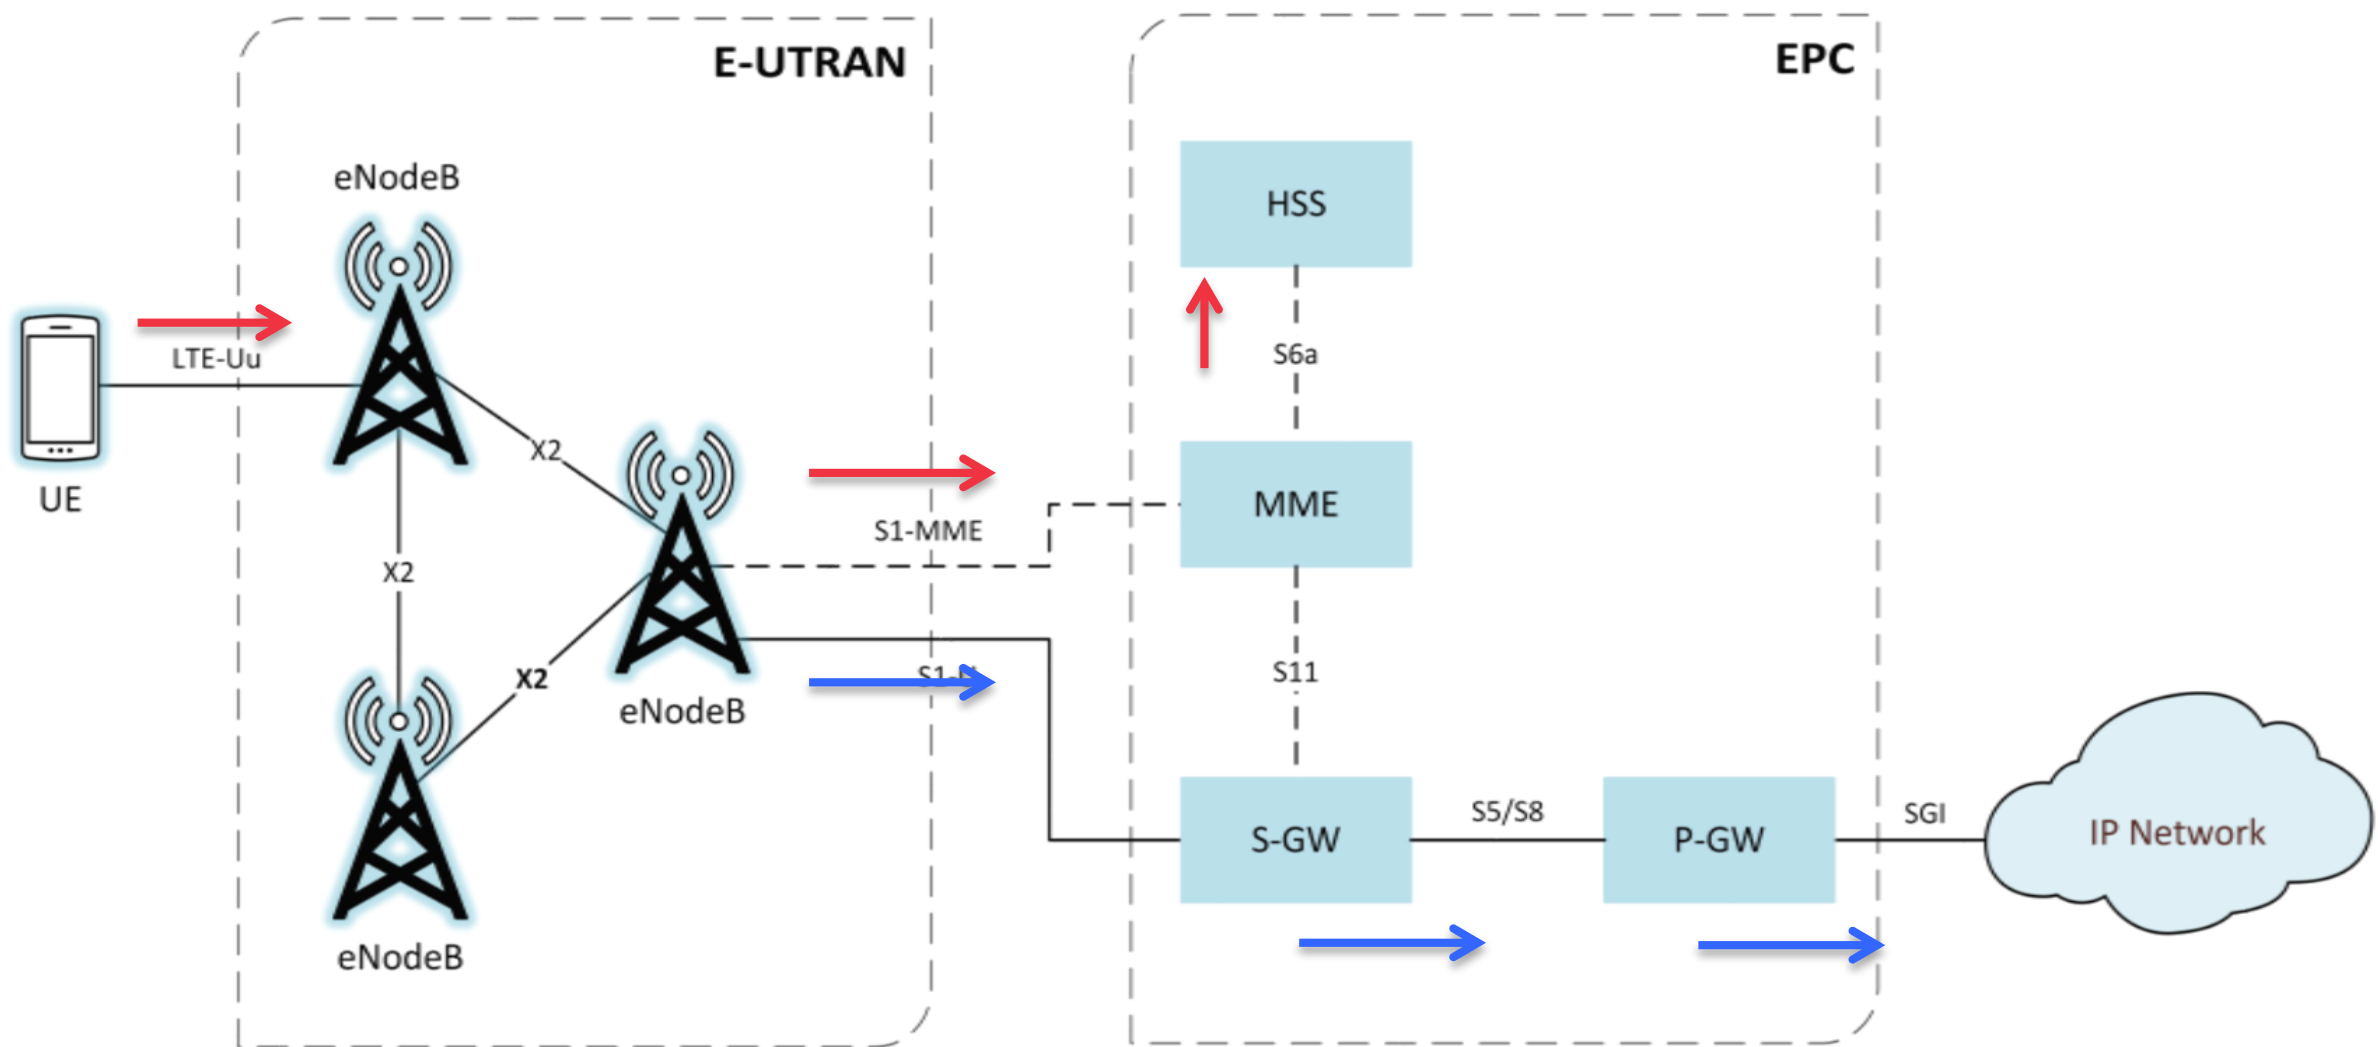 E-UTRAN
EPC
eNodeB
HSS
LTE-Uu
S6a
X2
UE
MME
S1-MME
X2
X2
S11
eNodeB
S5/S8
SGI
S-GW
P-GW
IP Network
eNodeB